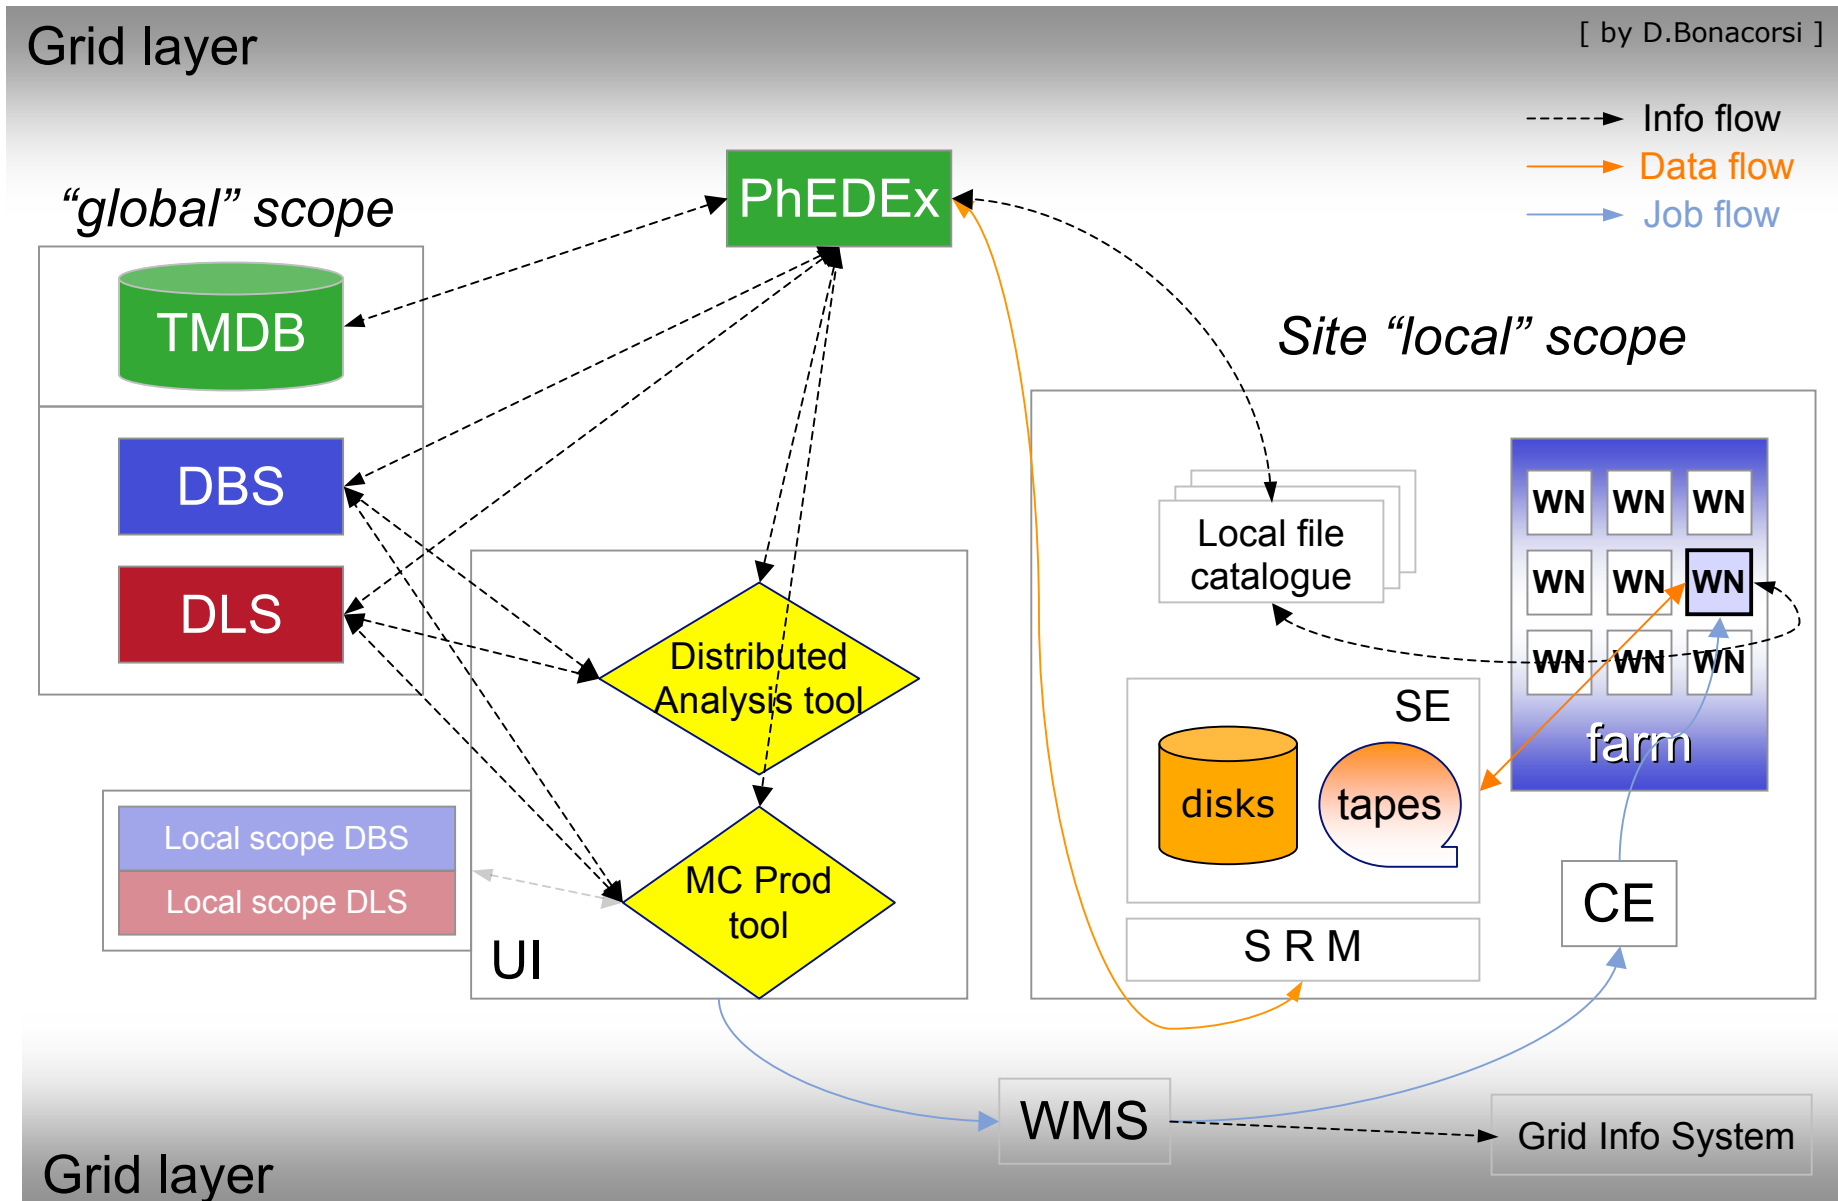 Grid layer
[ by D.Bonacorsi ]
Info flow
Data flow
Job flow
PhEDEx
“global” scope
TMDB
DBS
DLS
Site “local” scope
Local file
catalogue
WN WN WN
WN WN WN
WN WN WN
farm
Distributed
Analysis tool
SE
disks
tapes
Local scope DBS
Local scope DLS
MC Prod
tool
UI
S R M
CE
WMS
Grid Info System
Grid layer